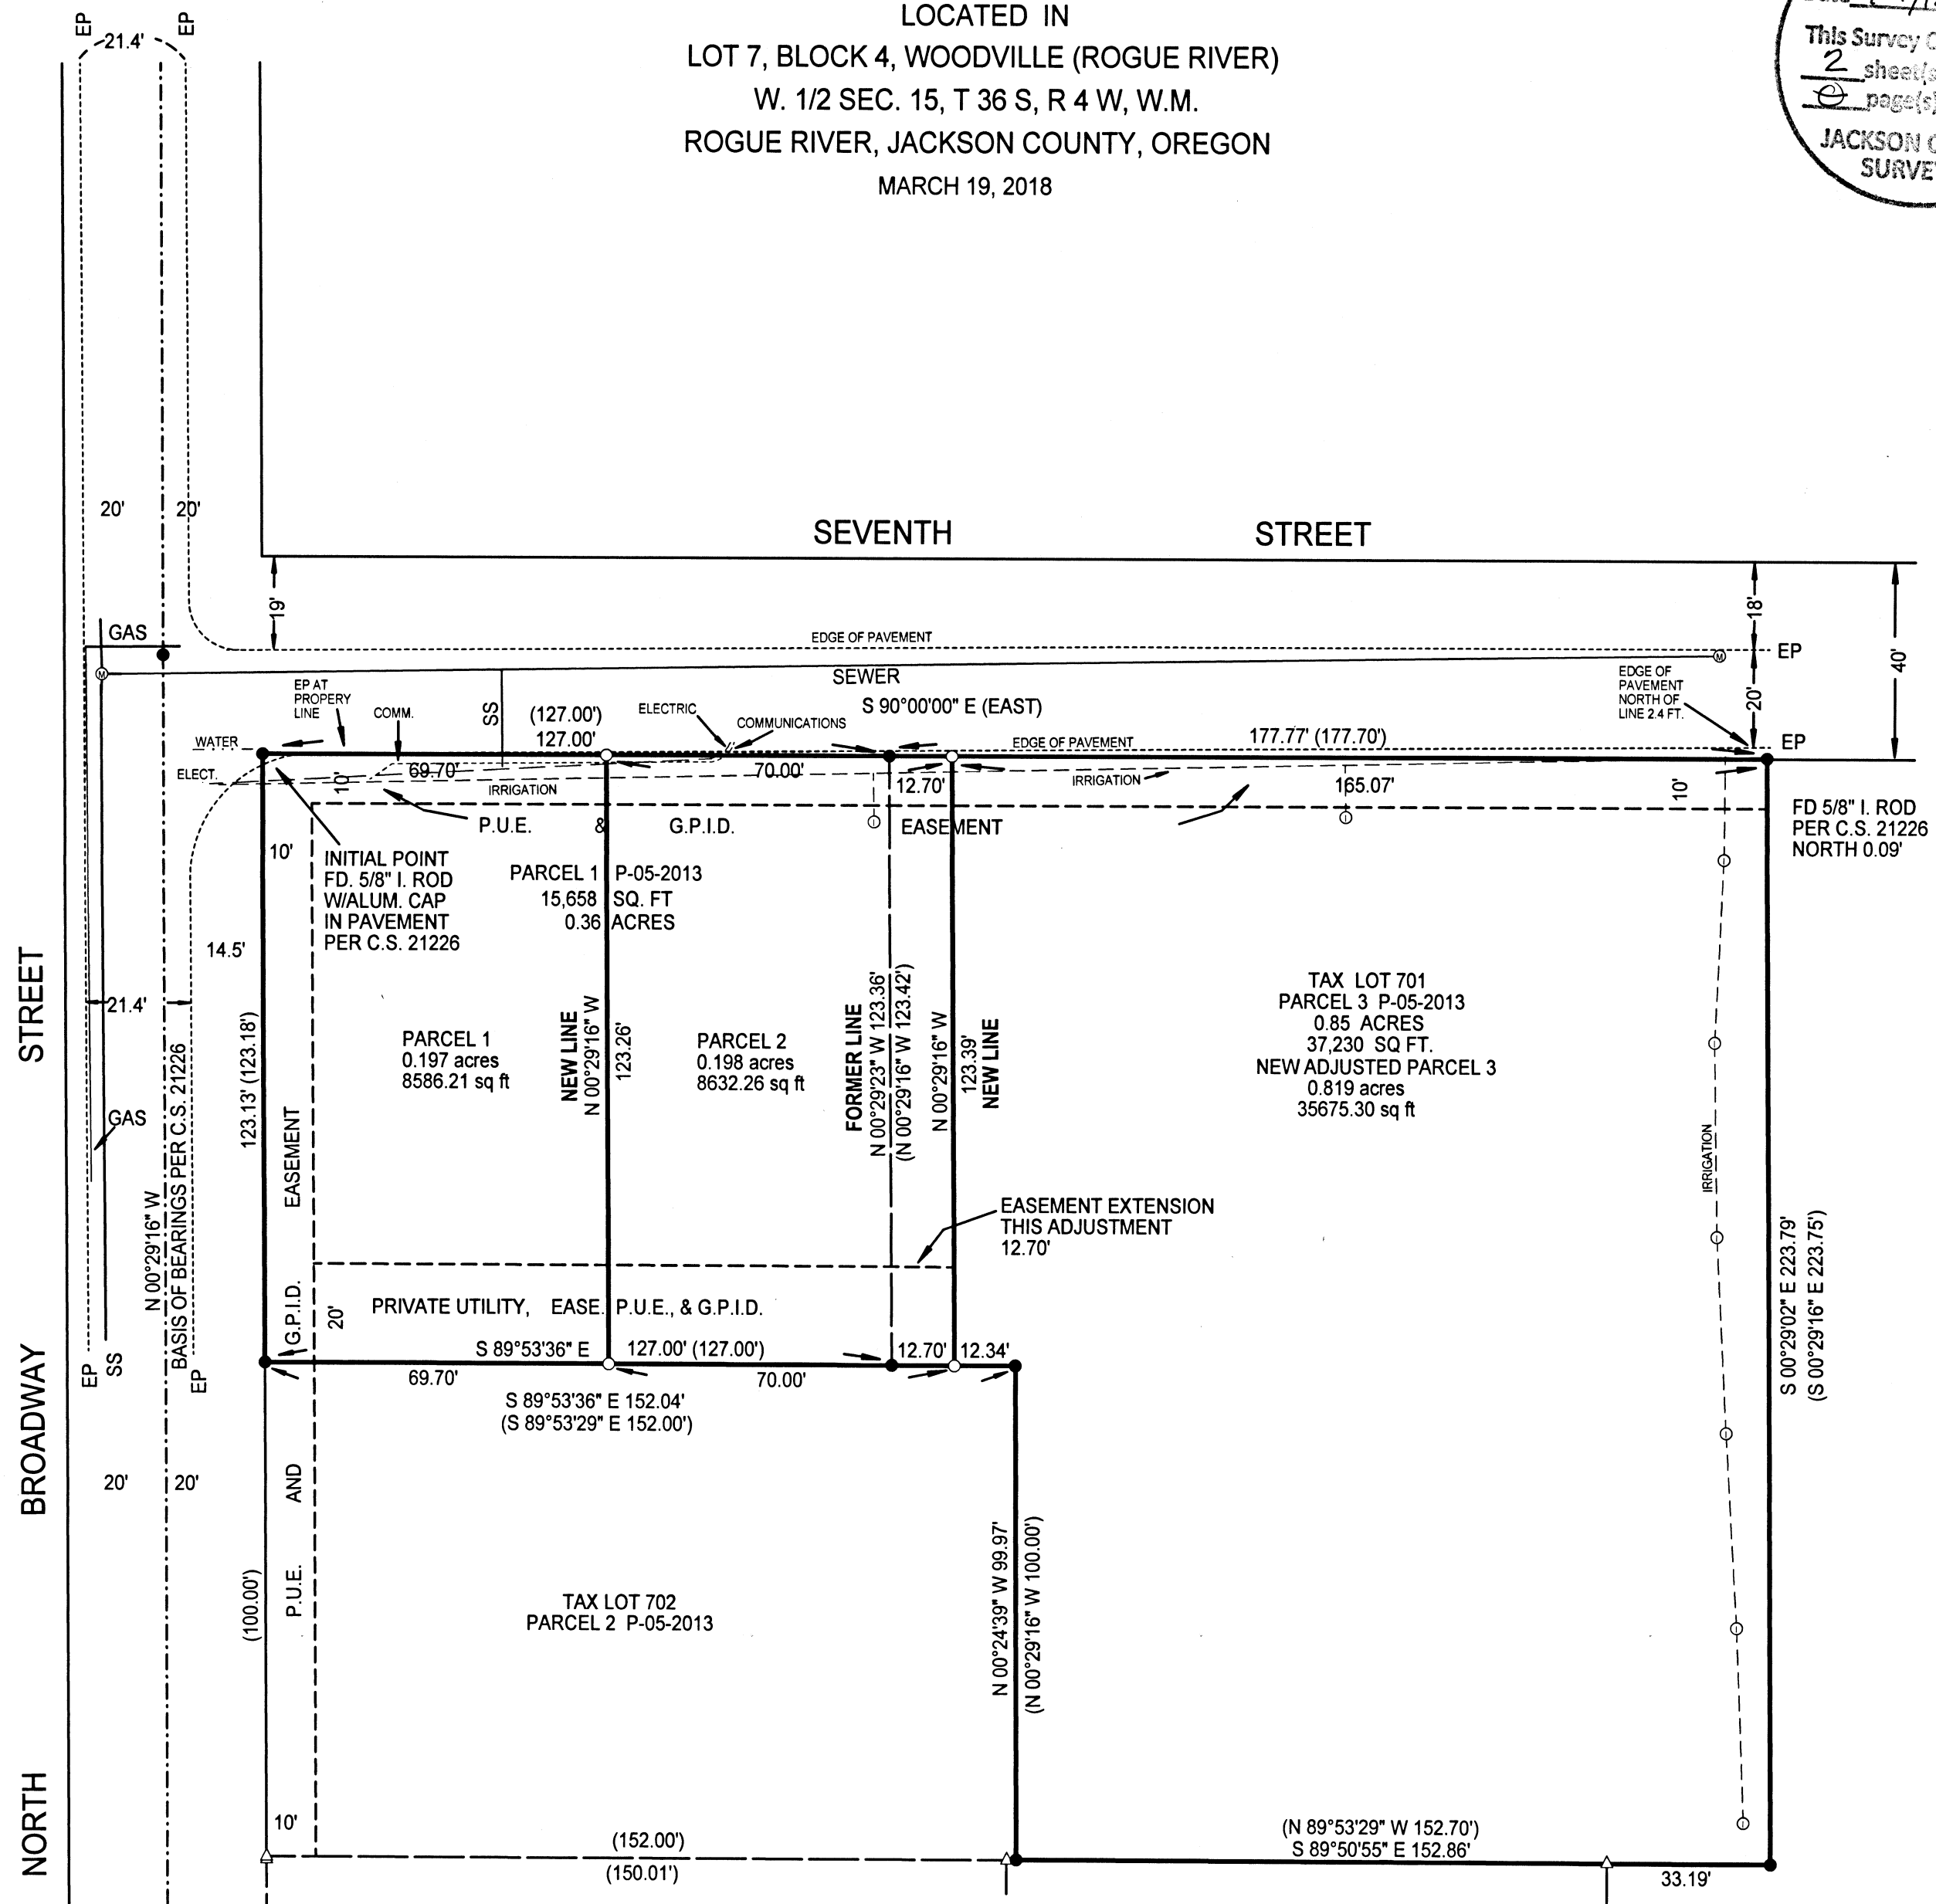 LOCATED IN
LOT 7, BLOCK 4, WOODVILLE (ROGUE RIVER)
W. 1/2 SEC. 15, T 36 S, R 4 W, W.M.
ROGUE RIVER, JACKSON COUNTY, OREGON
MARCH 19, 2018
This Survey
2 sheet(s
page(s)
JACKSON
SURVE
EP
EP
21.4'
20'
20'
SEVENTH STREET
19'
18'
40'
GAS
EDGE OF PAVEMENT
EP
M
M
SEWER
20'
EDGE OF
PAVEMENT
NORTH OF
LINE 2.4 FT.
EP AT
PROPERY
LINE
COMM.
SS
(127.00')
127.00'
ELECTRIC
COMMUNICATIONS
S 90°00'00" E (EAST)
EDGE OF PAVEMENT
177.77' (177.70')
EP
WATER
ELECT.
10'
69.70'
IRRIGATION
70.00'
12.70'
IRRIGATION
165.07'
10'
P.U.E. & G.P.I.D. EASEMENT
FD 5/8" I. ROD
PER C.S. 21226
NORTH 0.09'
10'
INITIAL POINT
FD. 5/8" I. ROD
W/ALUM. CAP
IN PAVEMENT
PER C.S. 21226
PARCEL 1 P-05-2013
15,658 SQ. FT
0.36 ACRES
14.5'
21.4'
123.13' (123.18')
EASEMENT
G.P.I.D.
PARCEL 1
0.197 acres
8586.21 sq ft
NEW LINE
N 00°29'16" W
123.26'
PARCEL 2
0.198 acres
8632.26 sq ft
FORMER LINE
N 00°29'23" W 123.36'
(N 00°29'16" W 123.42')
N 00°29'16" W
123.39'
NEW LINE
TAX LOT 701
PARCEL 3 P-05-2013
0.85 ACRES
37,230 SQ FT.
NEW ADJUSTED PARCEL 3
0.819 acres
35675.30 sq ft
IRRIGATION
S 00°29'02" E 223.79'
(S 00°29'16" E 223.75')
GAS
N 00°29'16" W
BASIS OF BEARINGS PER C.S. 21226
EASEMENT EXTENSION
THIS ADJUSTMENT
12.70'
20'
PRIVATE UTILITY, EASE. P.U.E., & G.P.I.D.
S 89°53'36" E 127.00' (127.00')
12.70'
12.34'
69.70'
70.00'
S 89°53'36" E 152.04'
(S 89°53'29" E 152.00')
EP
SS
EP
20'
20'
NORTH BROADWAY STREET
(100.00')
P.U.E. AND
TAX LOT 702
PARCEL 2 P-05-2013
N 00°24'39" W 99.97'
(N 00°29'16" W 100.00')
10'
(152.00')
(150.01')
(N 89°53'29" W 152.70')
S 89°50'55" E 152.86'
33.19'